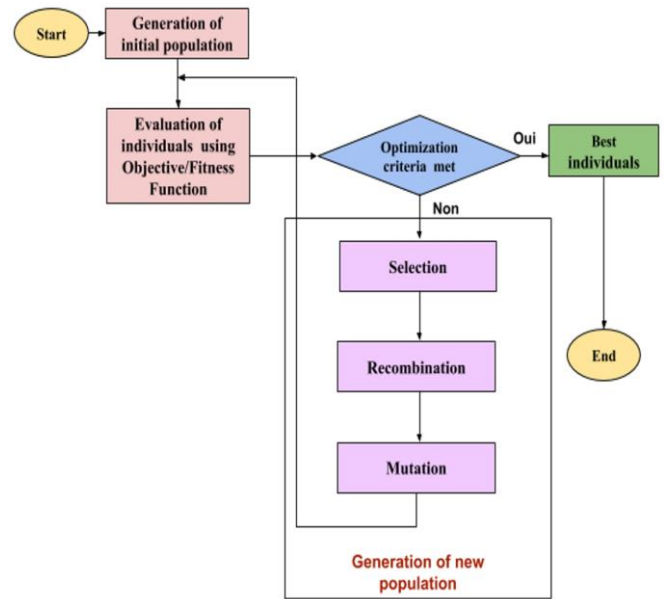 Start
Generation of
initial population
Evaluation of
individuals using
Objective/Fitness
Function
Optimization
criteria met
Oui
Best
individuals
Non
Selection
Recombination
Mutation
End
Generation of new
population